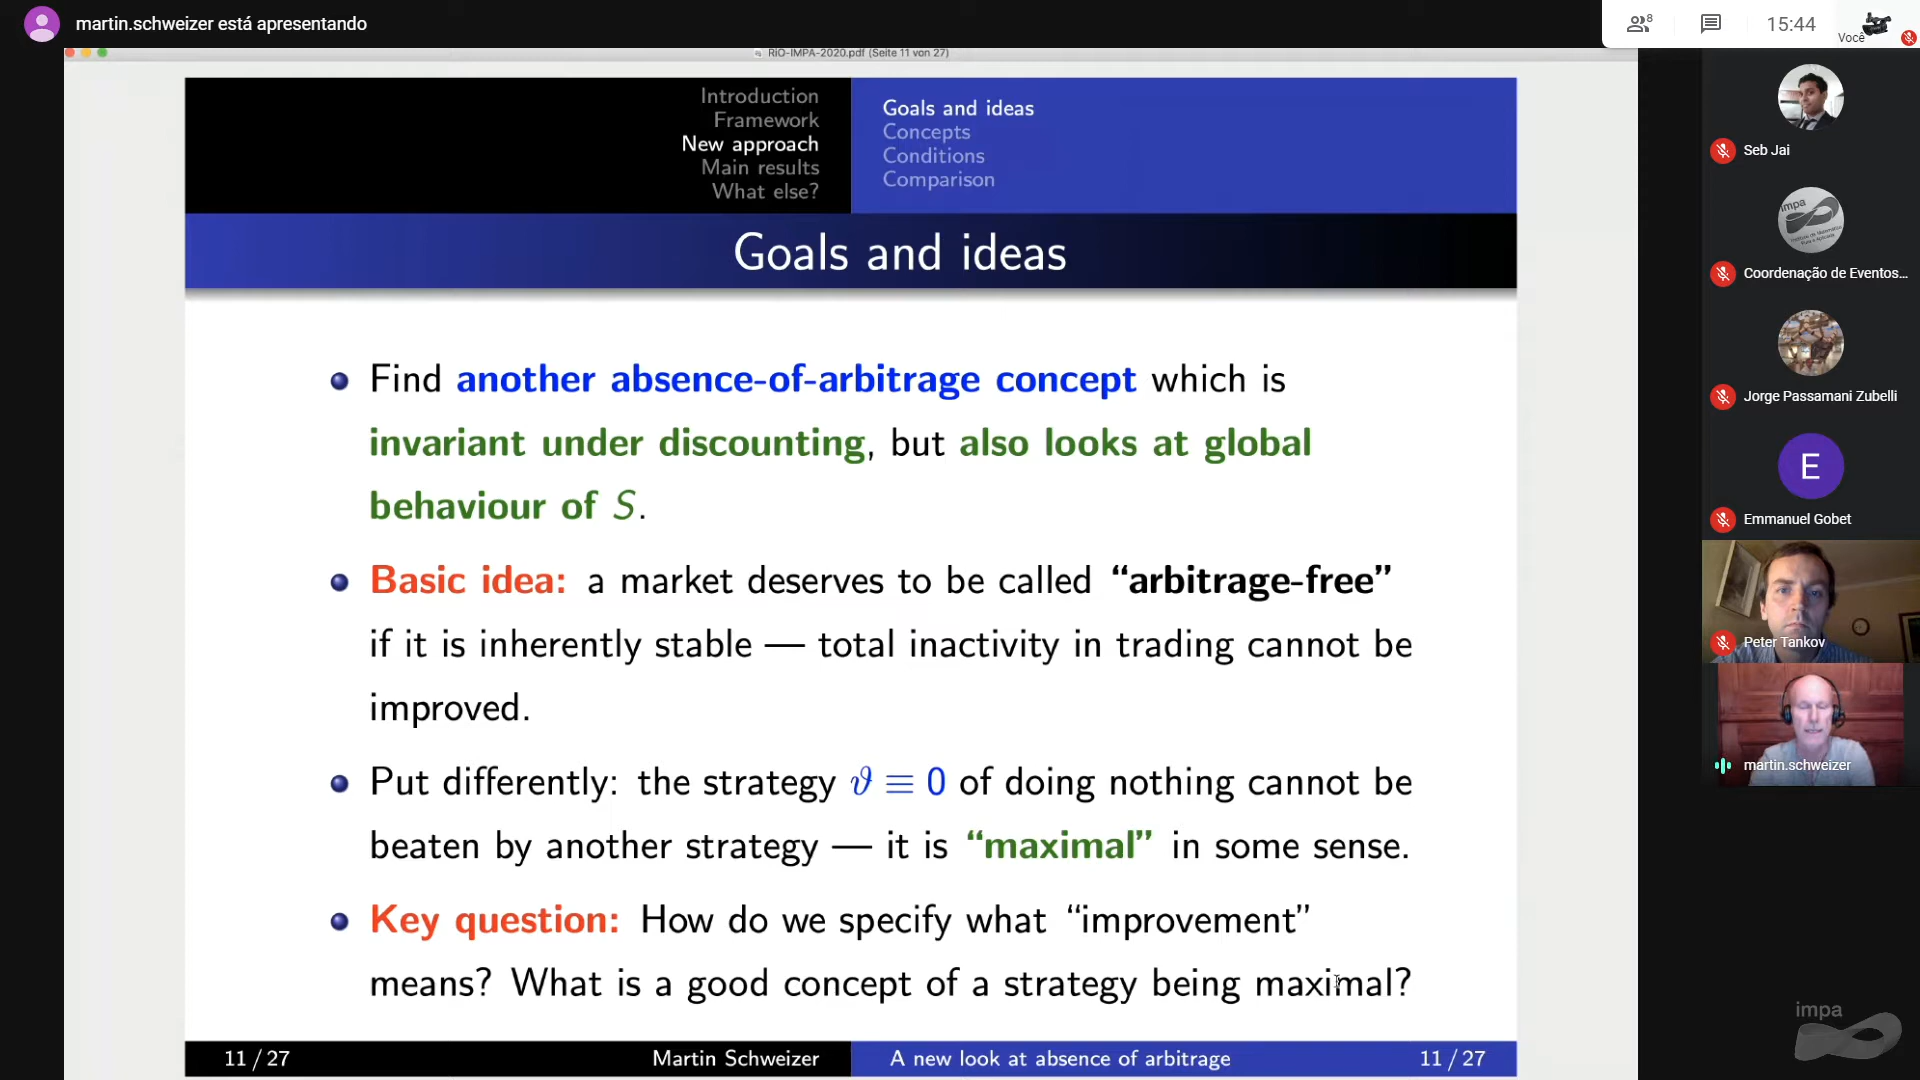 martin.schweizer está apresentando
8
15:44
Você
RiO-IMPA-2020.pdf (Seite 11 von 27)
Introduction
Framework
New approach
Main results
What else?
Goals and ideas
Concepts
Conditions
Comparison
Goals and ideas
Find another absence-of-arbitrage concept which is
invariant under discounting, but also looks at global
behaviour of S.
Basic idea: a market deserves to be called “arbitrage-free”
if it is inherently stable — total inactivity in trading cannot be
improved.
Put differently: the strategy ϑ ≡ 0 of doing nothing cannot be
beaten by another strategy — it is “maximal” in some sense.
Key question: How do we specify what “improvement”
means? What is a good concept of a strategy being maximal?
11 / 27
Martin Schweizer
A new look at absence of arbitrage
11 / 27
Seb Jai
impa
Coordenação de Eventos...
Jorge Passamani Zubelli
E
Emmanuel Gobet
Peter Tankov
martin.schweizer
impa